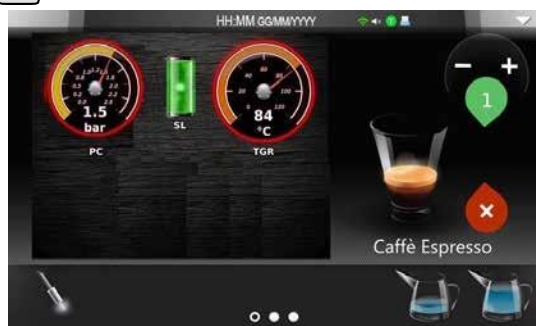 HH:MM GG/MM/YYYY
1.5
bar
PC
SL
84
°C
TGR
- +
1
Caffè Espresso